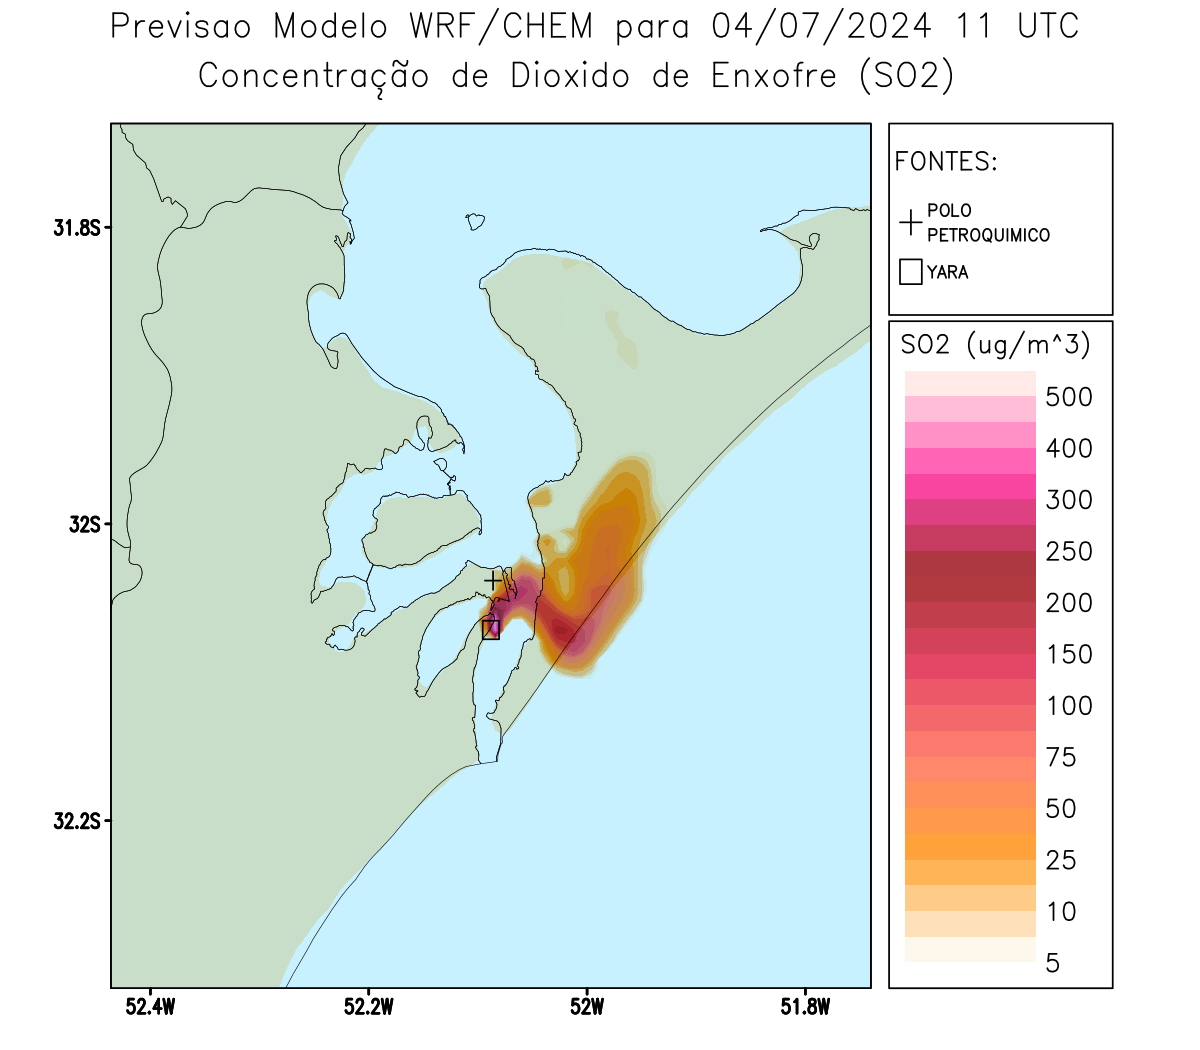 Previsao Modelo WRF/CHEM para 04/07/2024 11 UTC
Concentração de Dioxido de Enxofre (SO2)
FONTES:
POLO
PETROQUIMICO
YARA
31.8S
32S
32.2S
52.4W
52.2W
52W
51.8W
SO2 (ug/m^3)
500
400
300
250
200
150
100
75
50
25
10
5